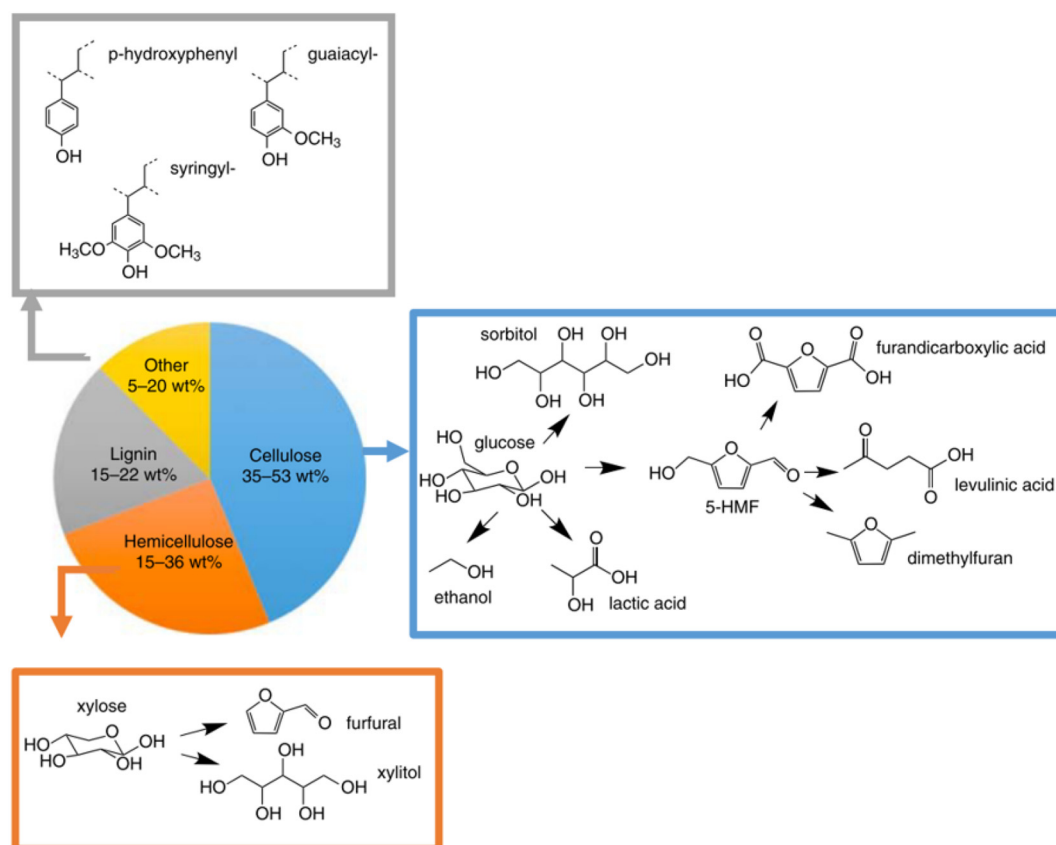 p-hydroxyphenyl
guaiacyl-
OCH3
OH
OH
syringyl-
H3CO
OCH3
OH
Other
5–20 wt%
Lignin
15–22 wt%
Cellulose
35–53 wt%
Hemicellulose
15–36 wt%
sorbitol
OH
OH
OH
HO
OH
OH
glucose
HO
O
HO
HO
OH
OH
ethanol
OH
lactic acid
O
OH
OH
HO
O
O
5-HMF
furandicarboxylic acid
O
O
O
HO
OH
levulinic acid
O
OH
O
dimethylfuran
O
xylose
O
HO
HO
OH
OH
furfural
O
O
xylitol
OH
HO
OH
OH
OH